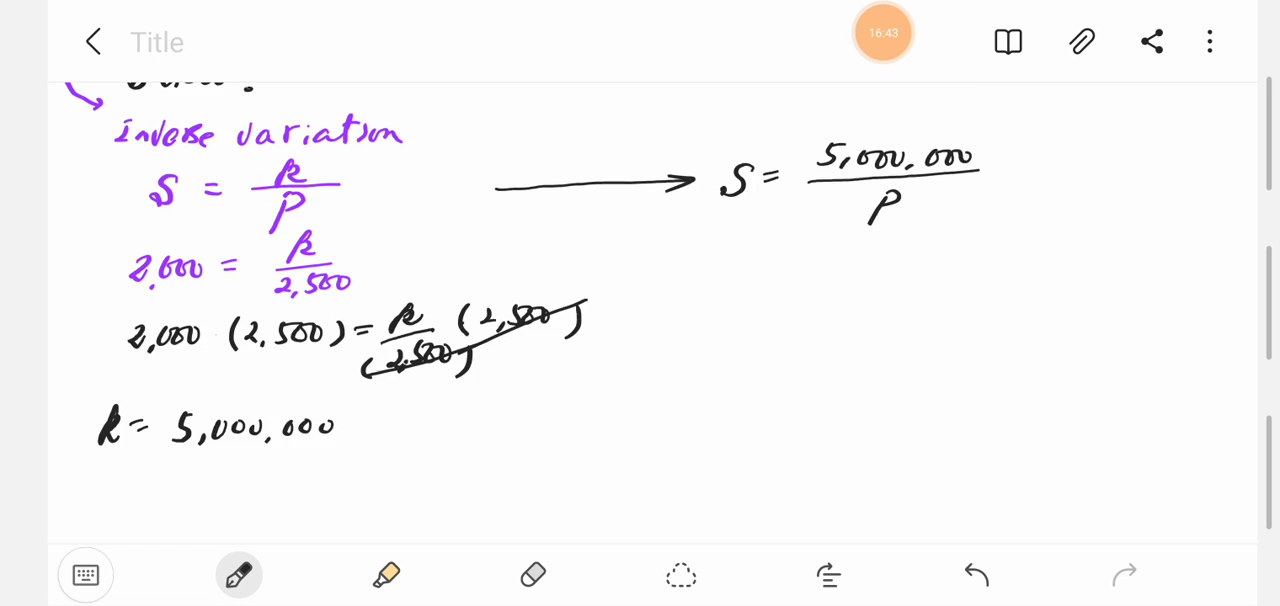 Title
16:43
Inverse variation
S = k/P
S = 5,000,000/P
2,000 = k/2,500
2,000 (2,500) = k/(2,500) (2,500)
k = 5,000,000